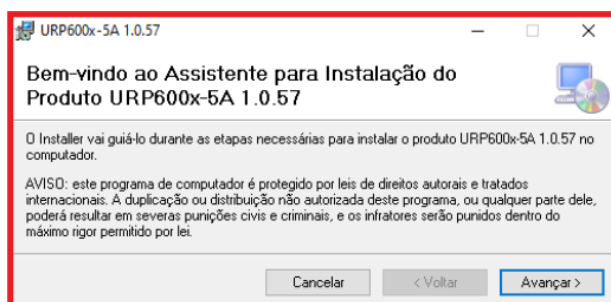 URP600x-5A 1.0.57
Bem-vindo ao Assistente para Instalação do
Produto URP600x-5A 1.0.57
O Installer vai guiá-lo durante as etapas necessárias para instalar o produto URP600x-5A 1.0.57 no
computador.
AVISO: este programa de computador é protegido por leis de direitos autorais e tratados
internacionais. A duplicação ou distribuição não autorizada deste programa, ou qualquer parte dele,
poderá resultar em severas punições civis e criminais, e os infratores serão punidos dentro do
máximo rigor permitido por lei.
Cancelar < Voltar Avançar >